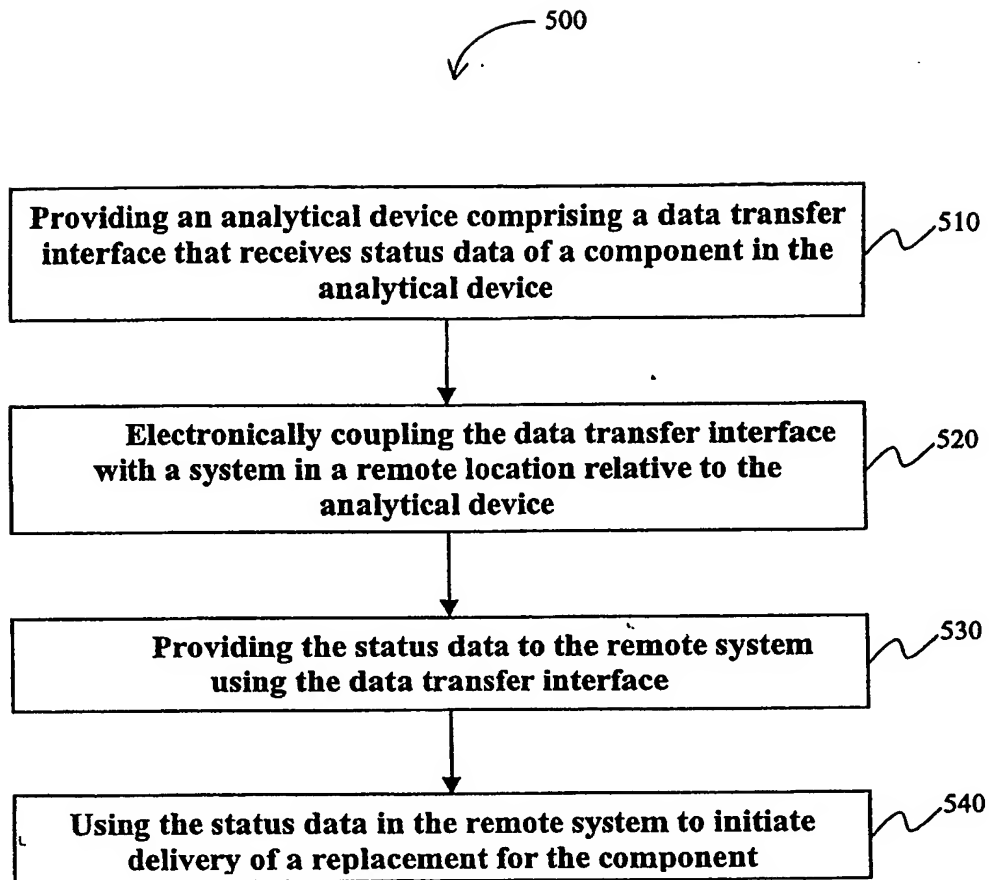 500
Providing an analytical device comprising a data transfer
interface that receives status data of a component in the
analytical device
510
Electronically coupling the data transfer interface
with a system in a remote location relative to the
analytical device
520
Providing the status data to the remote system
using the data transfer interface
530
Using the status data in the remote system to initiate
delivery of a replacement for the component
540